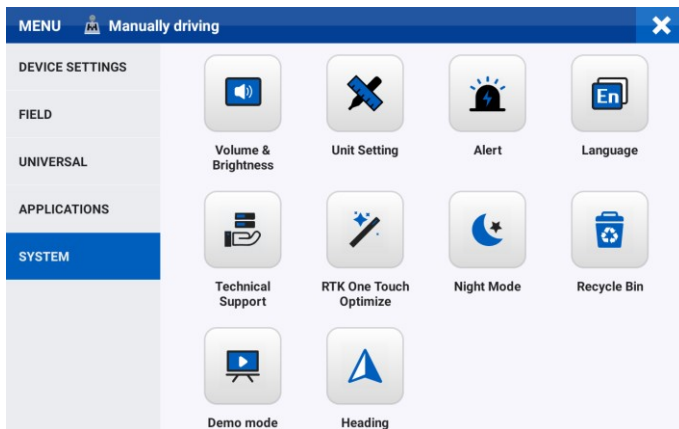 MENU Manually driving
DEVICE SETTINGS
FIELD
UNIVERSAL
APPLICATIONS
SYSTEM
En
Volume &
Brightness
Unit Setting
Alert
Language
Technical
Support
RTK One Touch
Optimize
Night Mode
Recycle Bin
Demo mode
Heading